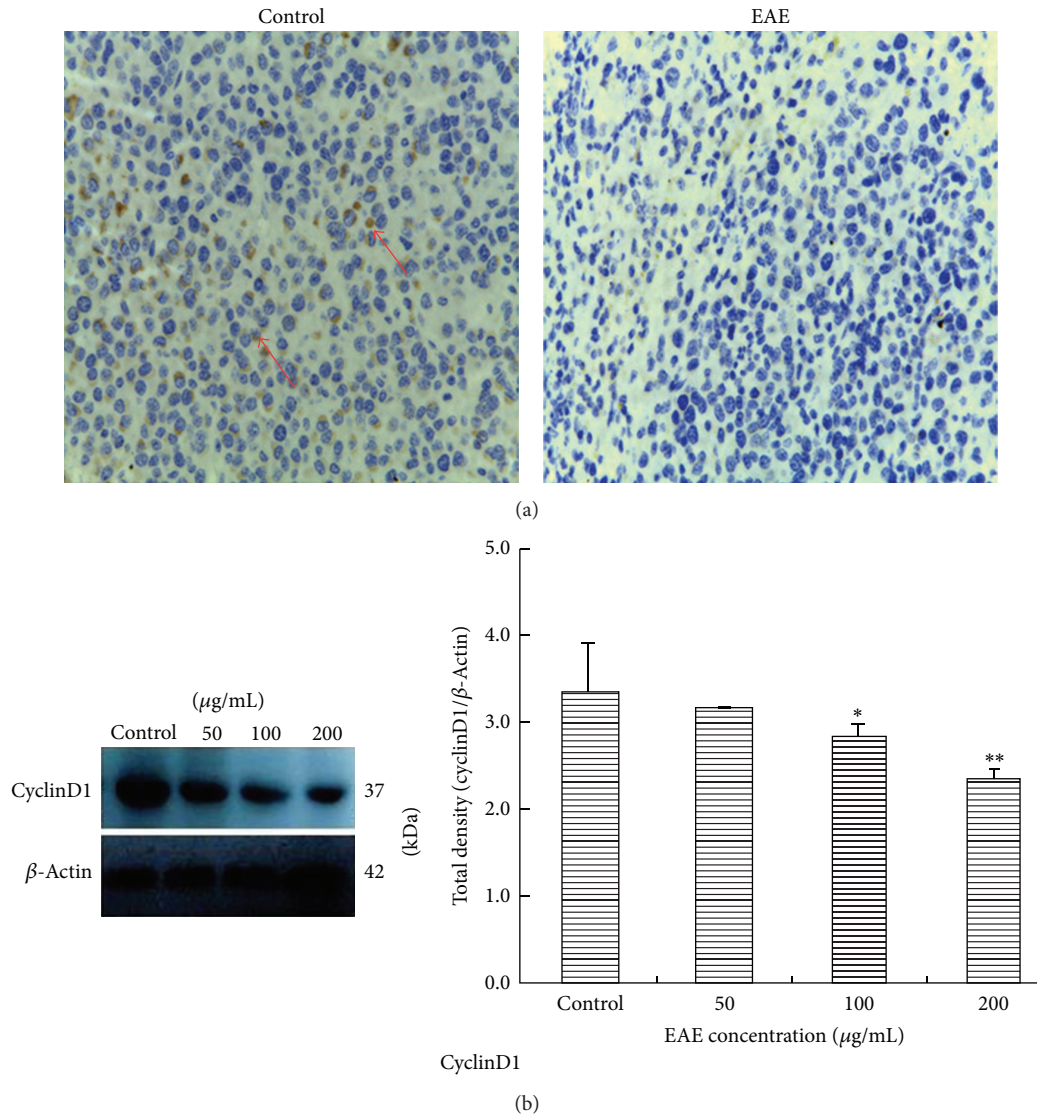 Control
EAE
(a)
(μg/mL)
Control 50 100 200
CyclinD1
37
β-Actin
42
(kDa)
Total density (cyclinD1/β-Actin)
5.0
4.0
3.0
2.0
1.0
0.0
*
**
Control 50 100 200
EAE concentration (μg/mL)
CyclinD1
(b)